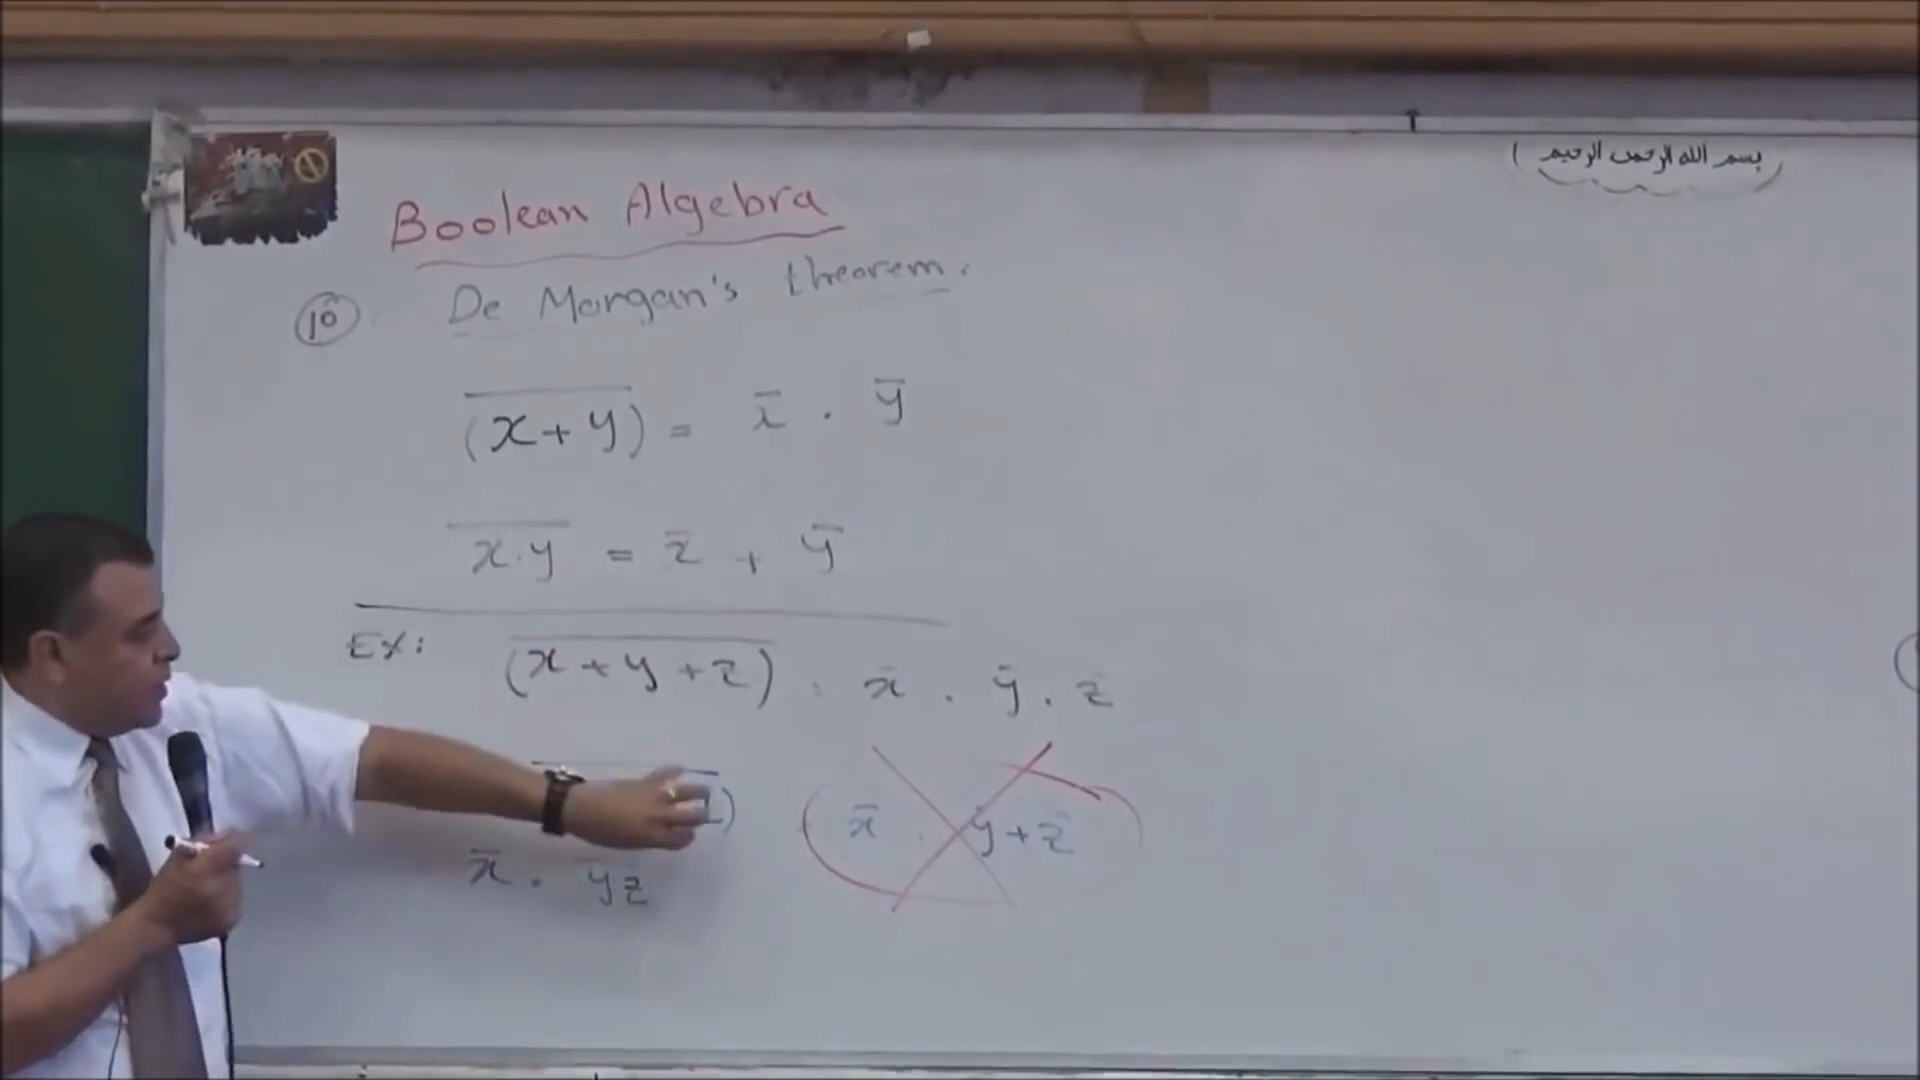 بسم الله الرحمن الرحيم
Boolean Algebra
10 De Morgan's theorem.
(x+y)̅ = x̅ . y̅
x̅.̅y̅ = x̅ + y̅
EX: (x+y+z)̅ : x̅ . y̅ . z̅
x̅ . y̅+z̅
x̅ . yz